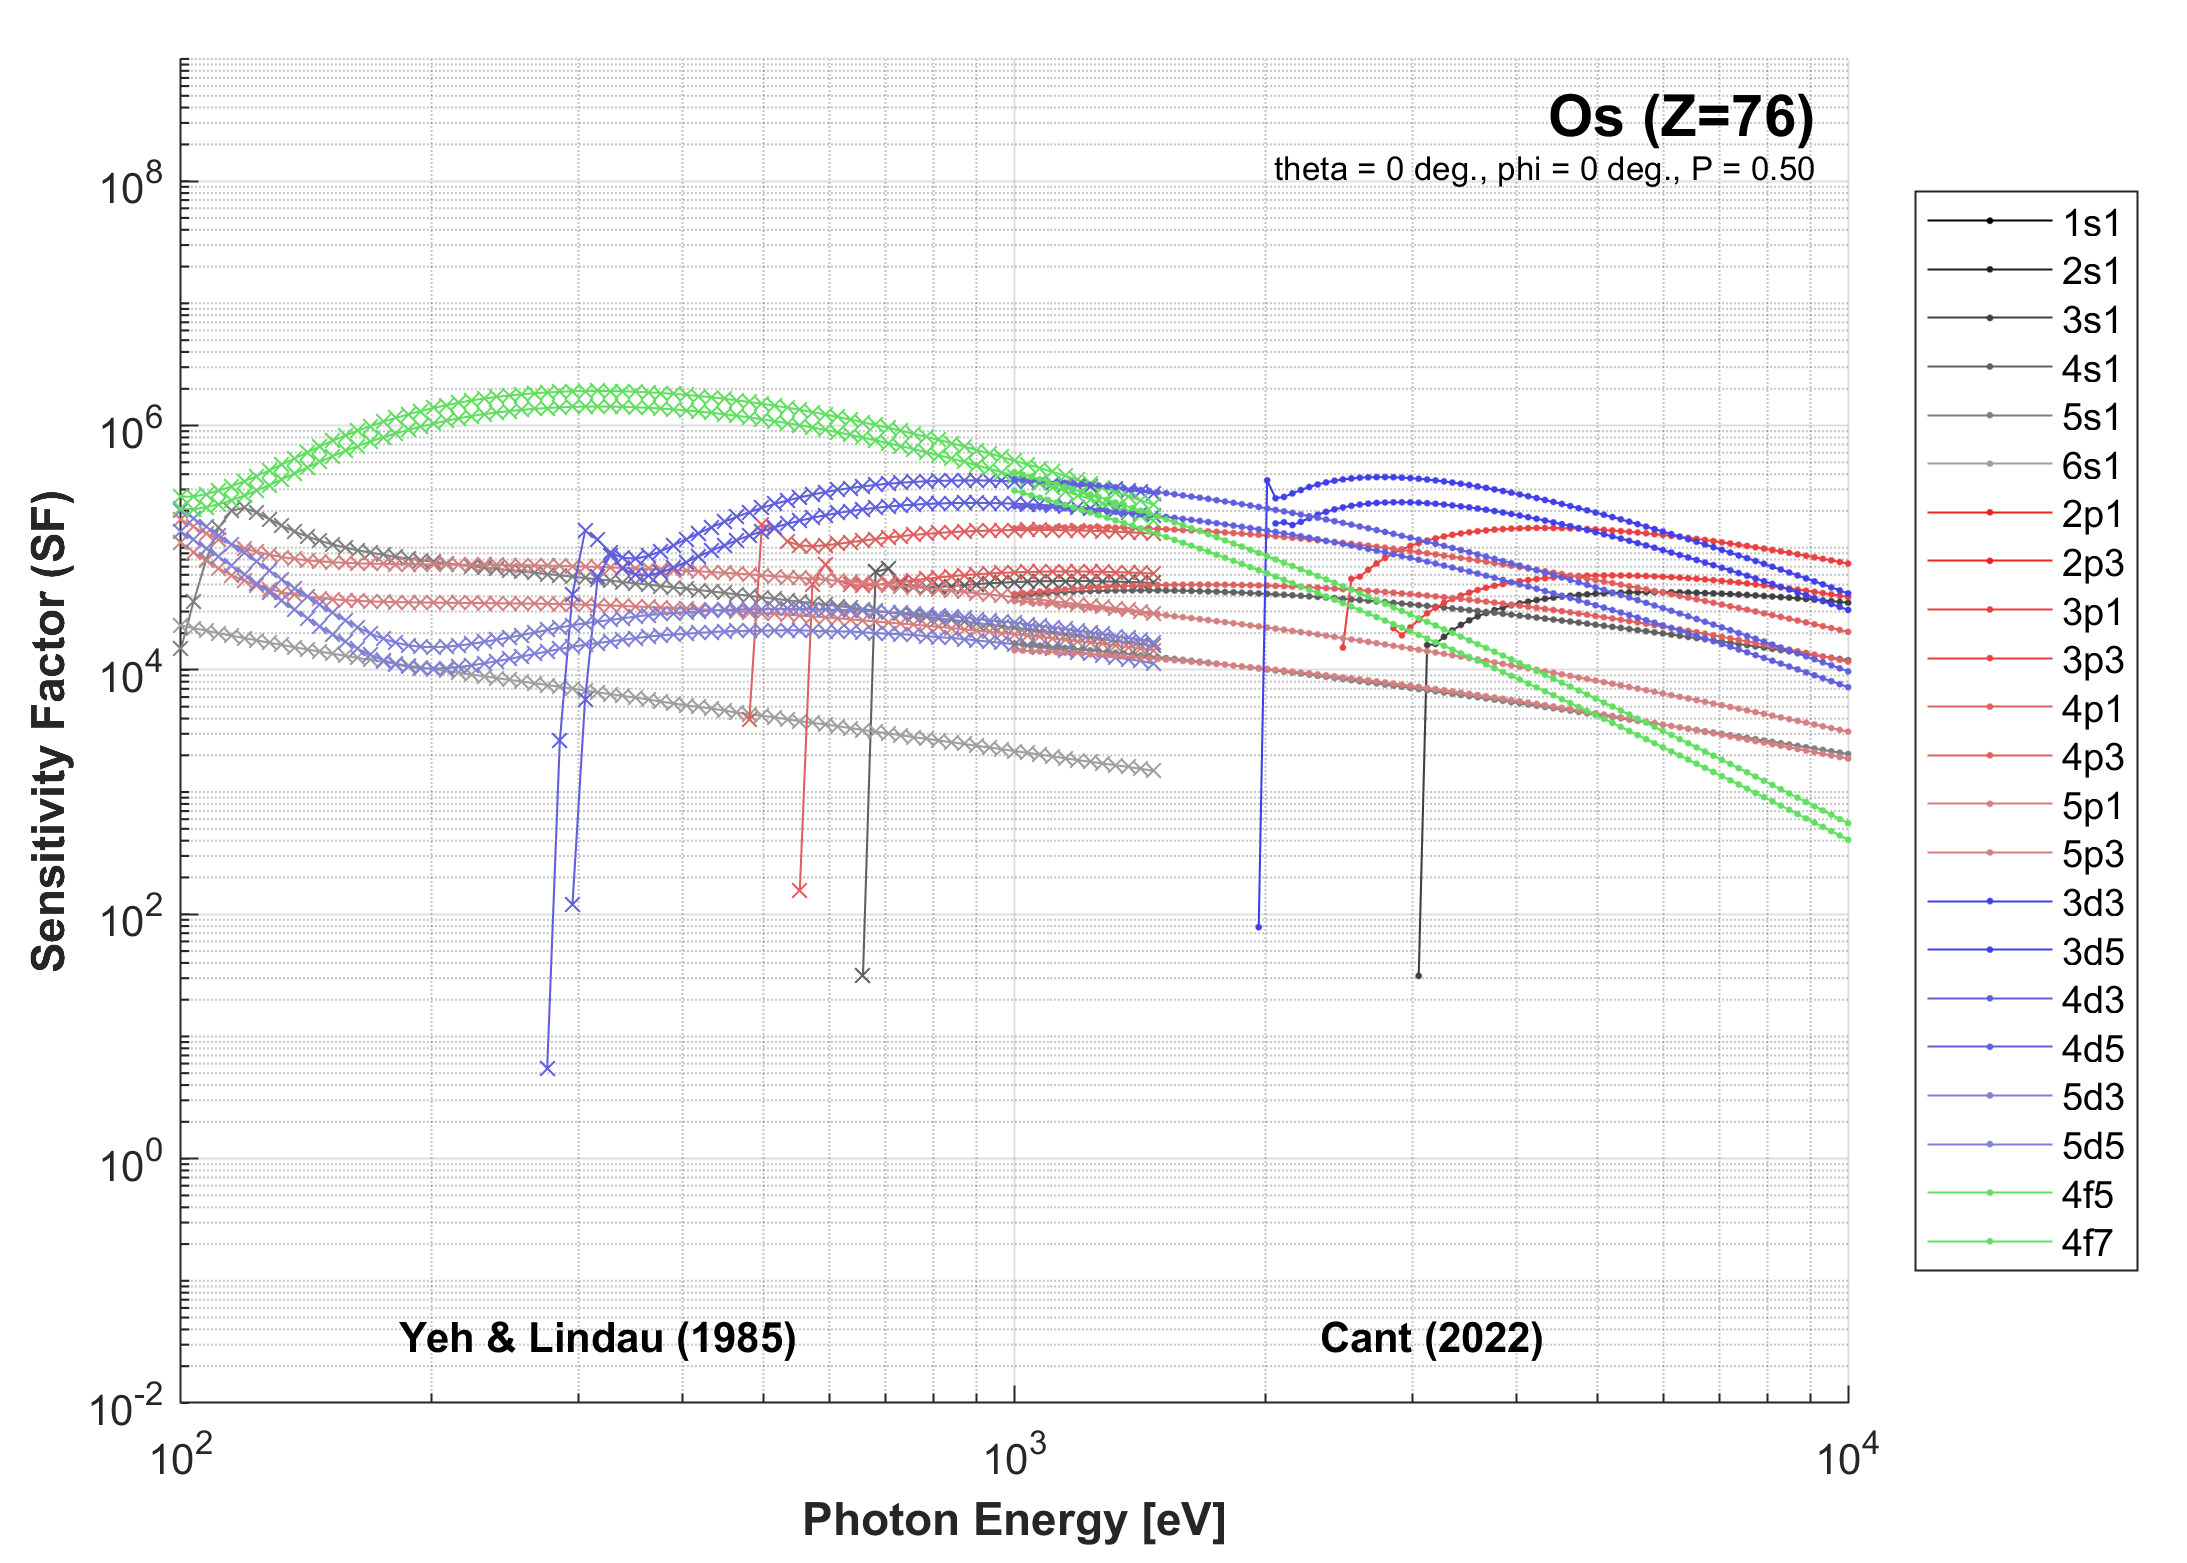 Os (Z=76)
theta = 0 deg., phi = 0 deg., P = 0.50
Sensitivity Factor (SF)
10^8
10^6
10^4
10^2
10^0
10^-2
10^2
10^3
10^4
Photon Energy [eV]
Yeh & Lindau (1985)
Cant (2022)
1s1
2s1
3s1
4s1
5s1
6s1
2p1
2p3
3p1
3p3
4p1
4p3
5p1
5p3
3d3
3d5
4d3
4d5
5d3
5d5
4f5
4f7